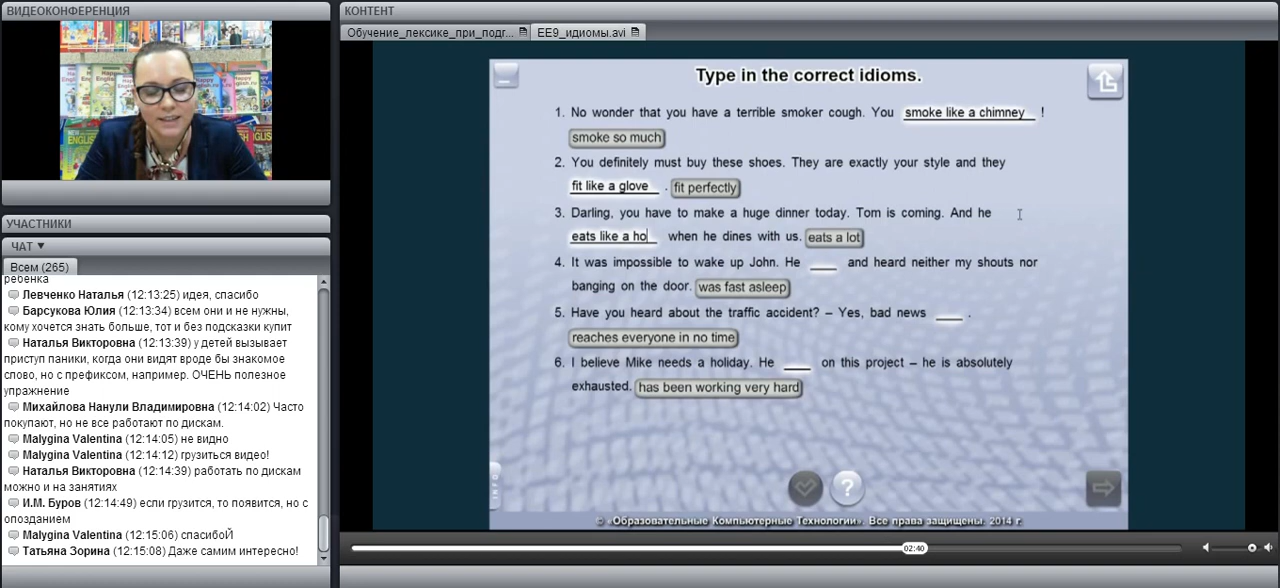 ВИДЕОКОНФЕРЕНЦИЯ
УЧАСТНИКИ
ЧАТ ▼
Всем (265)
ребенка
Левченко Наталья (12:13:25) идея, спасибо
Барсукова Юлия (12:13:34) всем они и не нужны,
кому хочется знать больше, тот и без подсказки купит
Наталья Викторовна (12:13:39) у детей вызывает
приступ паники, когда они видят вроде бы знакомое
слово, но с префиксом, например. ОЧЕНЬ полезное
упражнение
Михайлова Нанули Владимировна (12:14:02) Часто
покупают, но не все работают по дискам.
Malygina Valentina (12:14:05) не видно
Malygina Valentina (12:14:12) грузиться видео!
Наталья Викторовна (12:14:39) работать по дискам
можно и на занятиях
И.М. Буров (12:14:49) если грузится, то появится, но с
опозданием
Malygina Valentina (12:15:06) спасибоЙ
Татьяна Зорина (12:15:08) Даже самим интересно!
КОНТЕНТ
Обучение_лексике_при_подг... EE9_идиомы.avi
Type in the correct idioms.
1. No wonder that you have a terrible smoker cough. You smoke like a chimney !
smoke so much
2. You definitely must buy these shoes. They are exactly your style and they
fit like a glove . fit perfectly
3. Darling, you have to make a huge dinner today. Tom is coming. And he
eats like a ho when he dines with us. eats a lot
4. It was impossible to wake up John. He ____ and heard neither my shouts nor
banging on the door. was fast asleep
5. Have you heard about the traffic accident? – Yes, bad news ____ .
reaches everyone in no time
6. I believe Mike needs a holiday. He ____ on this project – he is absolutely
exhausted. has been working very hard
INFO
?
© «Образовательные Компьютерные Технологии». Все права защищены. 2014 г.
02:40